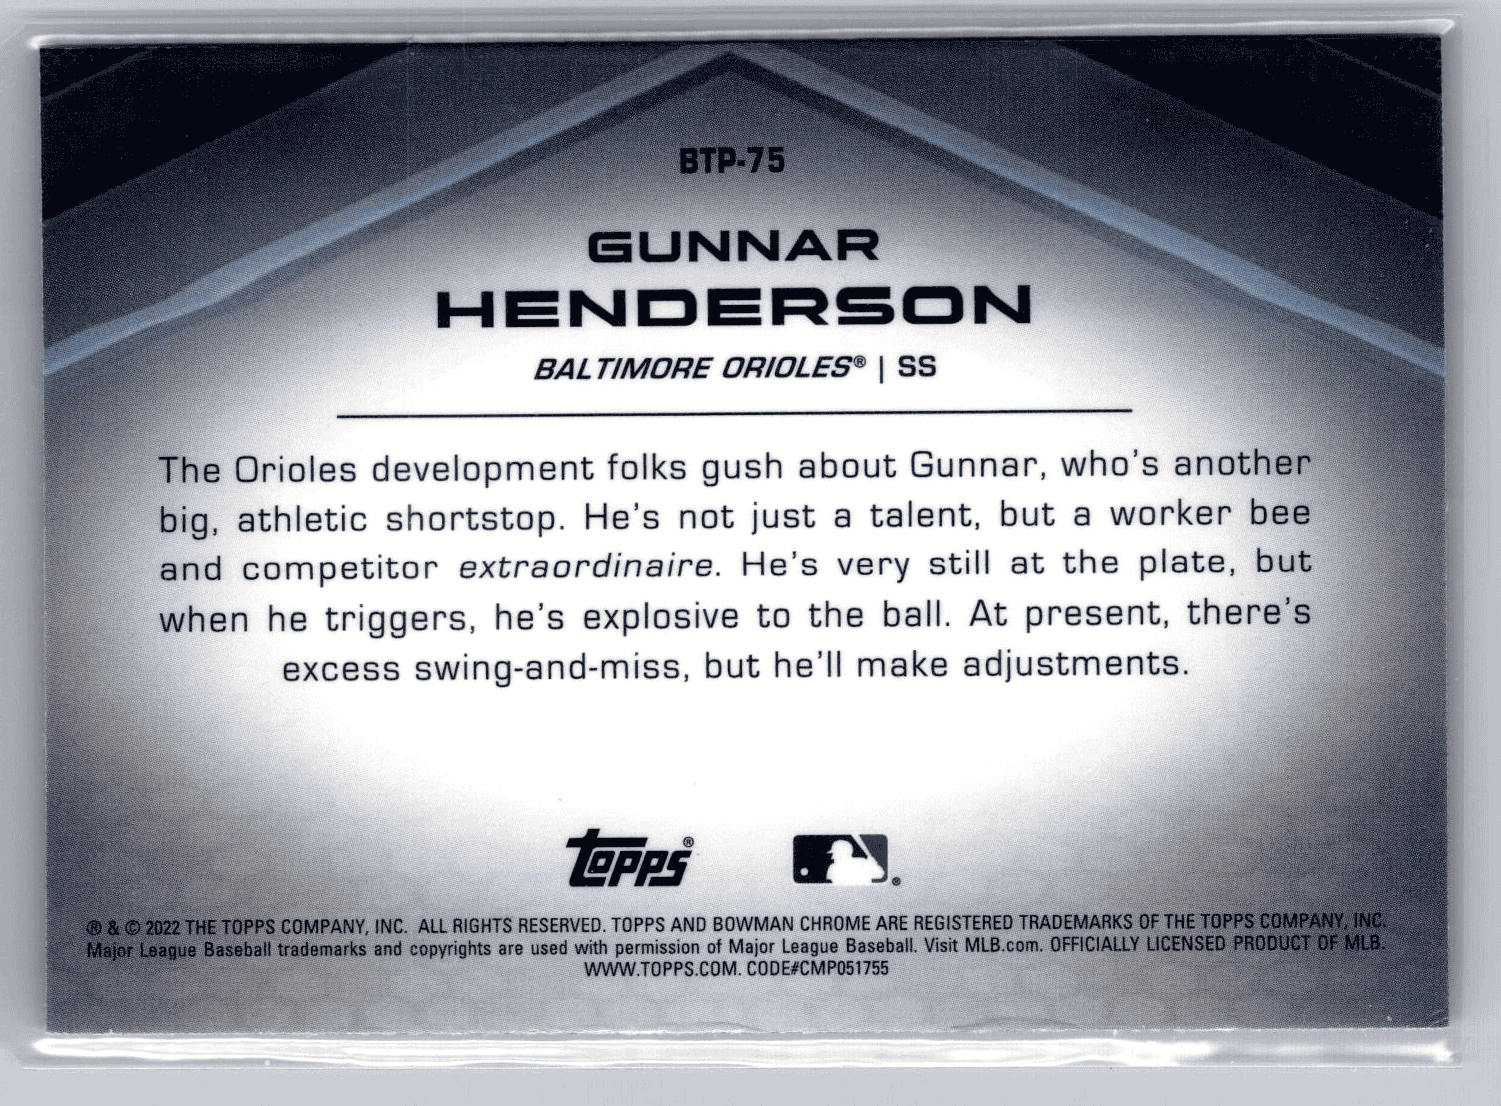 BTP-75
GUNNAR
HENDERSON
BALTIMORE ORIOLES® | SS
The Orioles development folks gush about Gunnar, who's another
big, athletic shortstop. He's not just a talent, but a worker bee
and competitor extraordinaire. He's very still at the plate, but
when he triggers, he's explosive to the ball. At present, there's
excess swing-and-miss, but he'll make adjustments.
topps®
®
® & © 2022 THE TOPPS COMPANY, INC. ALL RIGHTS RESERVED. TOPPS AND BOWMAN CHROME ARE REGISTERED TRADEMARKS OF THE TOPPS COMPANY, INC.
Major League Baseball trademarks and copyrights are used with permission of Major League Baseball. Visit MLB.com. OFFICIALLY LICENSED PRODUCT OF MLB.
WWW.TOPPS.COM. CODE#CMP051755